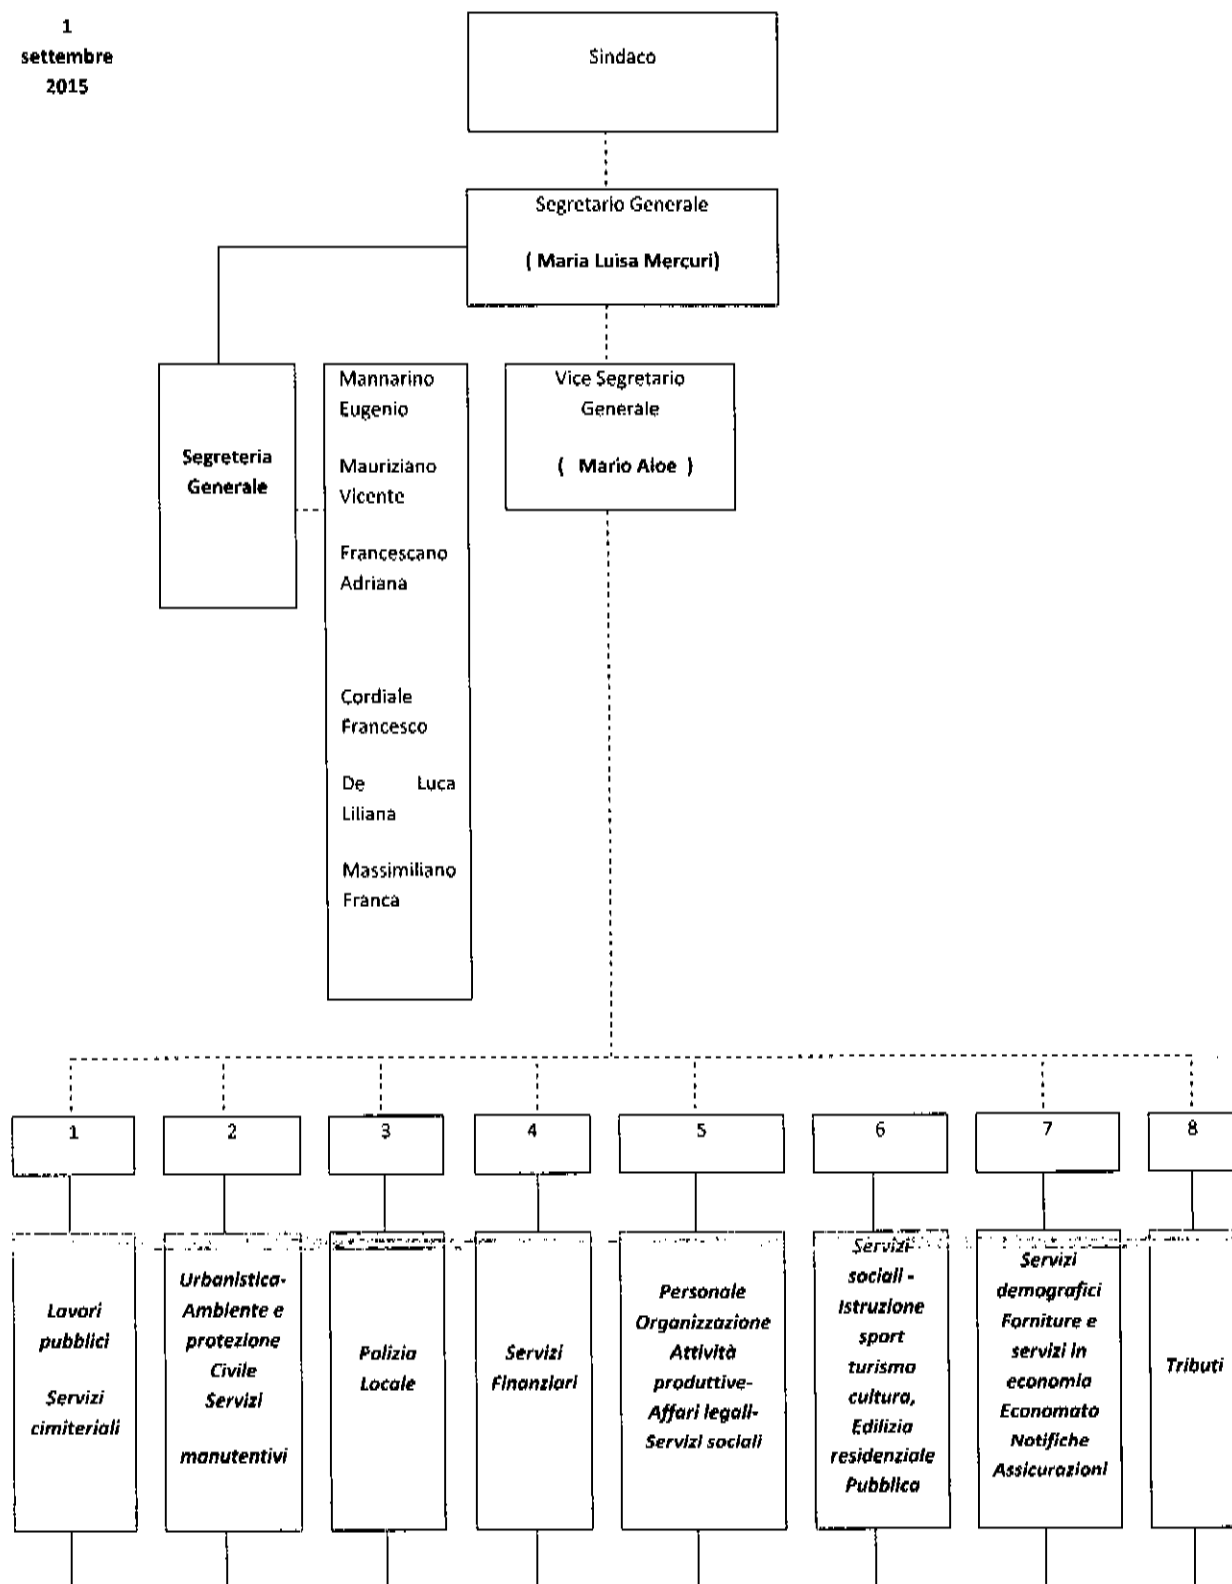 1
settembre
2015
Sindaco
Segretario Generale
( Maria Luisa Mercuri)
Segreteria
Generale
Mannarino
Eugenio
Mauriziano
Vicente
Francescano
Adriana
Cordiale
Francesco
De Luca
Liliana
Massimiliano
Franca
Vice Segretario
Generale
( Mario Aloe )
1
2
3
4
5
6
7
8
Lavori
pubblici
Servizi
cimiteriali
Urbanistica-
Ambiente e
protezione
Civile
Servizi
manutentivi
Polizia
Locale
Servizi
Finanziari
Personale
Organizzazione
Attività
produttive-
Affari legali-
Servizi sociali
Servizi
sociali -
Istruzione
sport
turismo
cultura,
Edilizia
residenziale
Pubblica
Servizi
demografici
Forniture e
servizi in
economia
Economato
Notifiche
Assicurazioni
Tributi